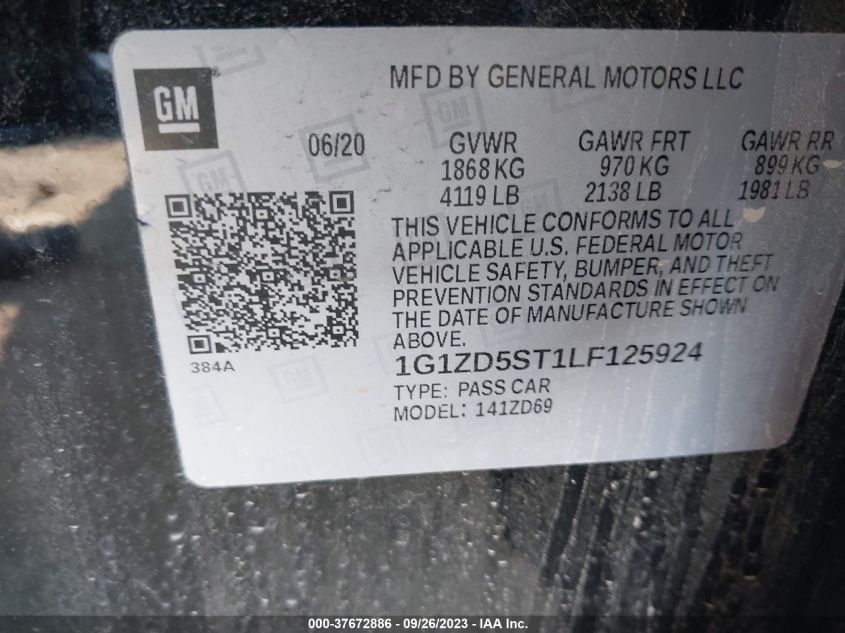 GM
MFD BY GENERAL MOTORS LLC
06/20 GVWR GAWR FRT GAWR RR
1868 KG 970 KG 899 KG
4119 LB 2138 LB 1981 LB
THIS VEHICLE CONFORMS TO ALL
APPLICABLE U.S. FEDERAL MOTOR
VEHICLE SAFETY, BUMPER, AND THEFT
PREVENTION STANDARDS IN EFFECT ON
THE DATE OF MANUFACTURE SHOWN
ABOVE.
384A
1G1ZD5ST1LF125924
TYPE: PASS CAR
MODEL: 141ZD69
000-37672886 - 09/26/2023 - IAA Inc.